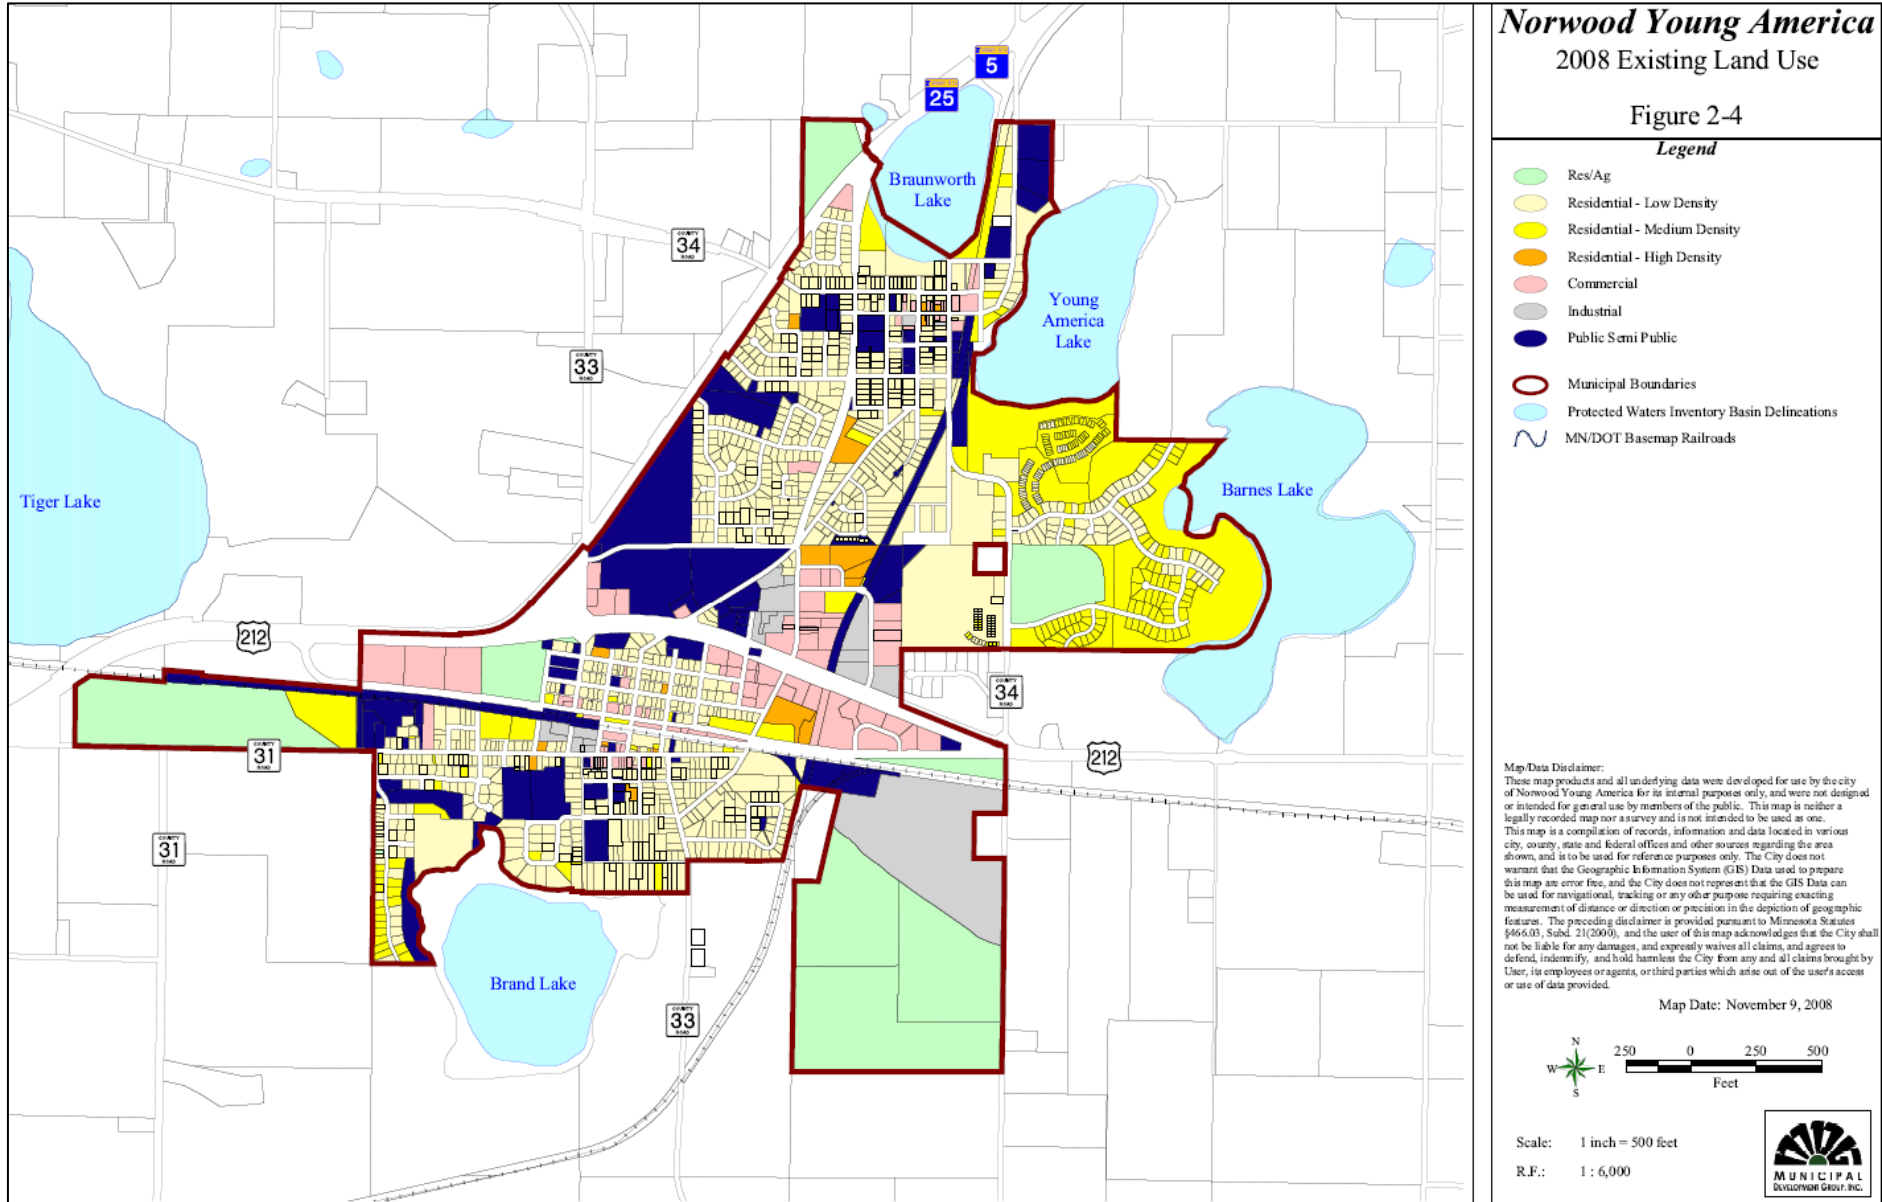 Norwood Young America
2008 Existing Land Use
Figure 2-4
Legend
Res/Ag
Residential - Low Density
Residential - Medium Density
Residential - High Density
Commercial
Industrial
Public Semi Public
Municipal Boundaries
Protected Waters Inventory Basin Delineations
MN/DOT Basemap Railroads
5
25
Braunworth
Lake
COUNTY
34
ROAD
Young
America
Lake
COUNTY
33
ROAD
Tiger Lake
Barnes Lake
212
COUNTY
34
ROAD
COUNTY
31
ROAD
212
COUNTY
31
ROAD
Brand Lake
COUNTY
33
ROAD
Map/Data Disclaimer:
These map products and all underlying data were developed for use by the city
of Norwood Young America for its internal purposes only, and were not designed
or intended for general use by members of the public. This map is neither a
legally recorded map nor a survey and is not intended to be used as one.
This map is a compilation of records, information and data located in various
city, county, state and federal offices and other sources regarding the area
shown, and is to be used for reference purposes only. The City does not
warrant that the Geographic Information System (GIS) Data used to prepare
this map are error free, and the City does not represent that the GIS Data can
be used for navigational, tracking or any other purpose requiring exacting
measurement of distance or direction or precision in the depiction of geographic
features. The preceding disclaimer is provided pursuant to Minnesota Statutes
§466.03, Subd. 21(2000), and the user of this map acknowledges that the City shall
not be liable for any damages, and expressly waives all claims, and agrees to
defend, indemnify, and hold harmless the City from any and all claims brought by
User, its employees or agents, or third parties which arise out of the user's access
or use of data provided.
Map Date: November 9, 2008
N
W E
S
250 0 250 500
Feet
Scale: 1 inch = 500 feet
R.F.: 1 : 6,000
MUNICIPAL
DEVELOPMENT GROUP, INC.